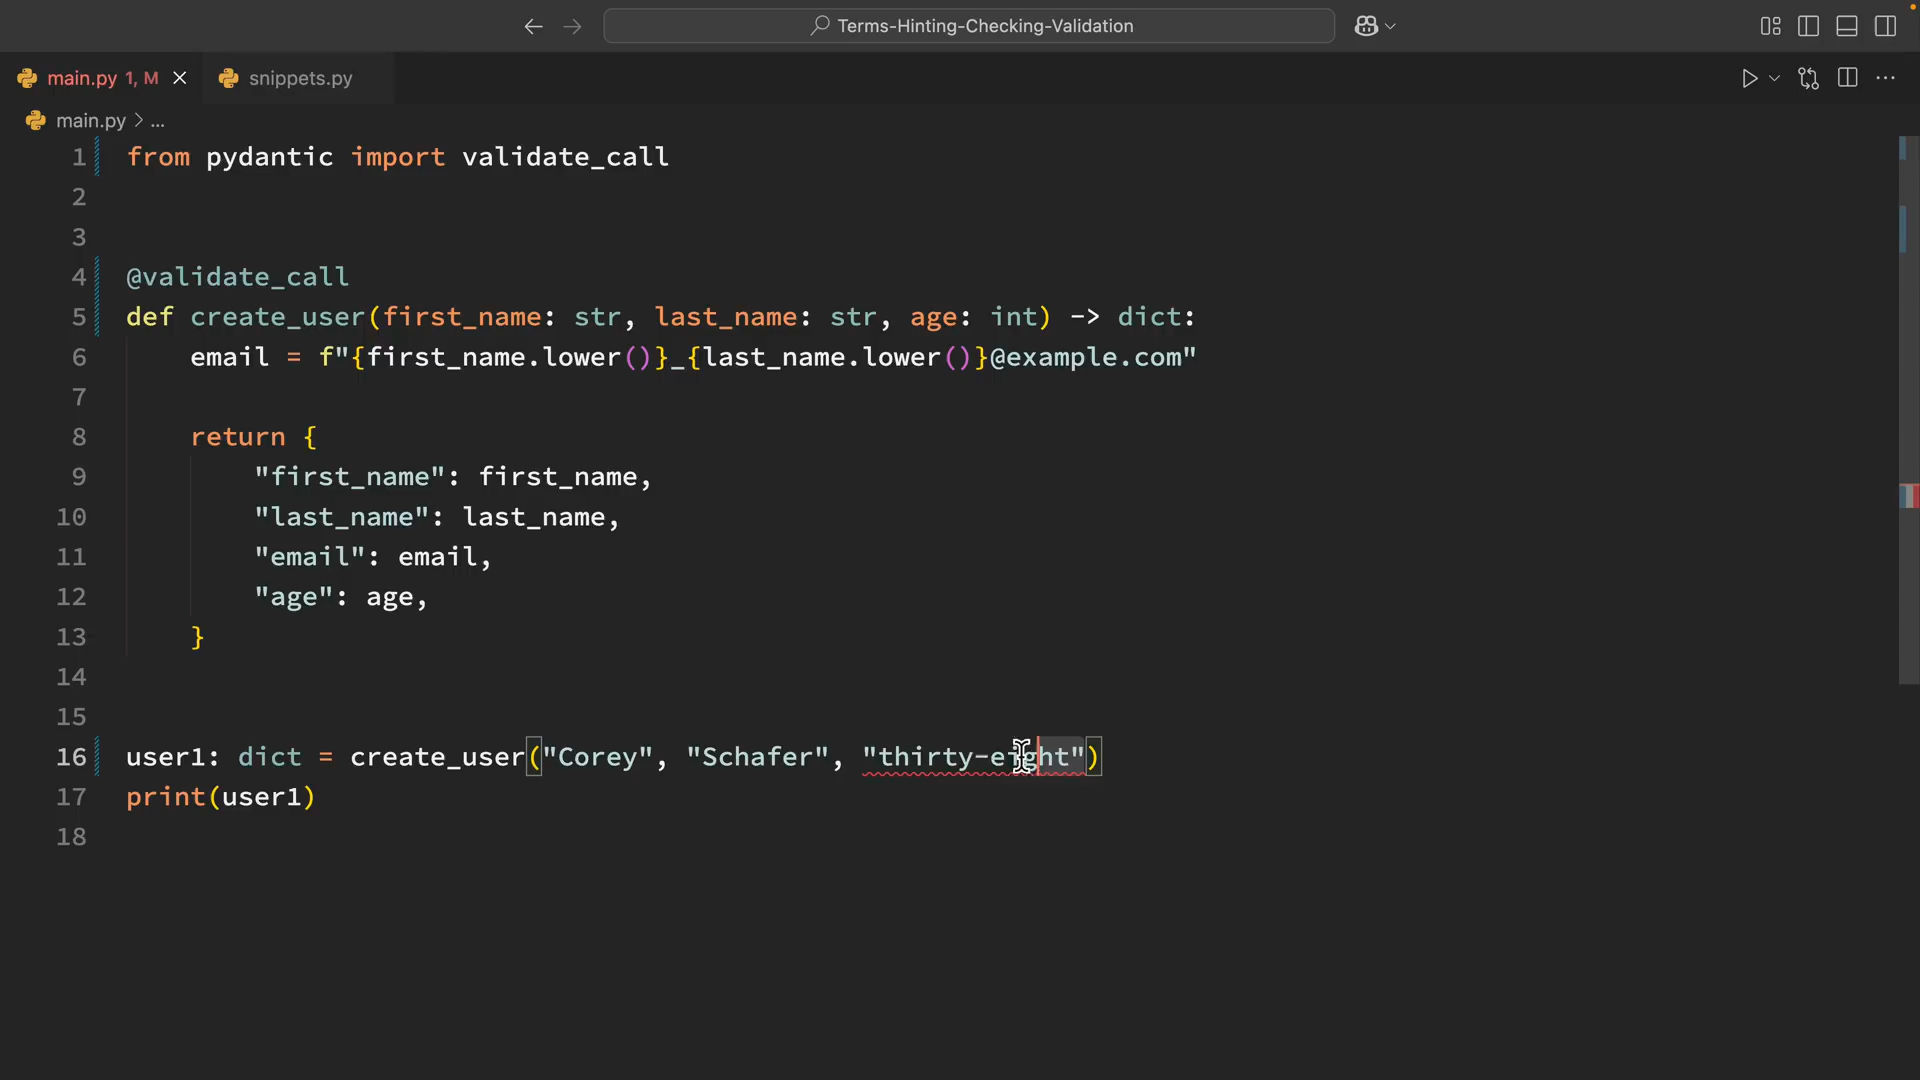 Terms-Hinting-Checking-Validation
main.py 1, M
snippets.py
main.py > ...
1 from pydantic import validate_call
2
3
4 @validate_call
5 def create_user(first_name: str, last_name: str, age: int) -> dict:
6     email = f"{first_name.lower()}_{last_name.lower()}@example.com"
7
8     return {
9         "first_name": first_name,
10         "last_name": last_name,
11         "email": email,
12         "age": age,
13     }
14
15
16 user1: dict = create_user("Corey", "Schafer", "thirty-eight")
17 print(user1)
18